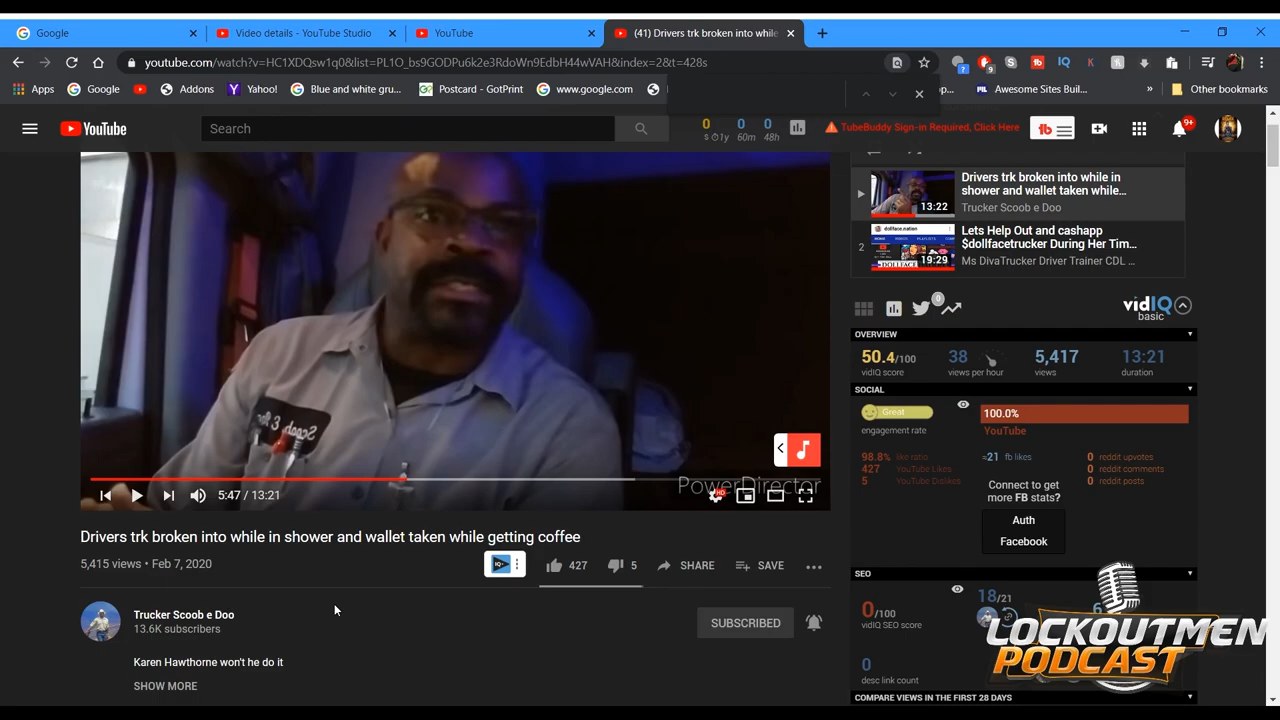 Google
Video details - YouTube Studio
YouTube
(41) Drivers trk broken into while
youtube.com/watch?v=HC1XDQsw1q0&list=PL1O_bs9GODPu6k2e3RdoWn9EdbH44wVAH&index=2&t=428s
Apps
Google
Addons
Yahoo!
Blue and white gru...
Postcard - GotPrint
www.google.com
Awesome Sites Buil...
»
Other bookmarks
YouTube
Search
0 0 0
1y 60m 48h
TubeBuddy Sign-in Required, Click Here
9+
Drivers trk broken into while in
shower and wallet taken while...
Trucker Scoob e Doo
13:22
2
Lets Help Out and cashapp
$dollfacetrucker During Her Tim...
Ms DivaTrucker Driver Trainer CDL ...
19:29
0
vidIQ
basic
OVERVIEW
50.4/100 38 5,417 13:21
vidIQ score views per hour views duration
SOCIAL
Great
engagement rate
100.0%
YouTube
98.8% like ratio
427 YouTube Likes
5 YouTube Dislikes
≈21 fb likes
0 reddit upvotes
0 reddit comments
0 reddit posts
Connect to get
more FB stats?
Auth
Facebook
SEO
0/100
vidIQ SEO score
18/21
0
desc link count
COMPARE VIEWS IN THE FIRST 28 DAYS
PowerDirector
HD
5:47 / 13:21
Drivers trk broken into while in shower and wallet taken while getting coffee
5,415 views • Feb 7, 2020
427
5
SHARE
SAVE
Trucker Scoob e Doo
13.6K subscribers
SUBSCRIBED
Karen Hawthorne won't he do it
SHOW MORE
LOCKOUTMEN
PODCAST